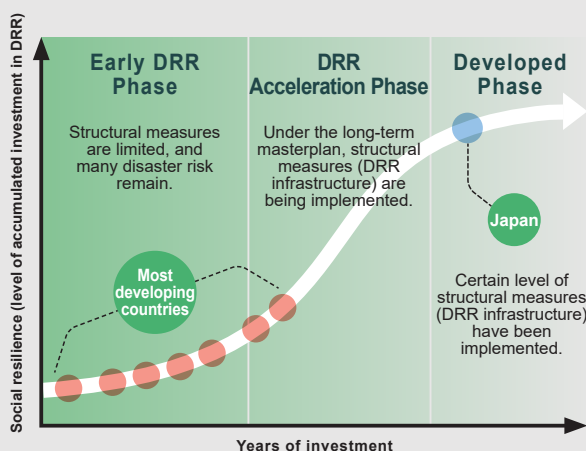 Early DRR
Phase
Structural measures
are limited, and
many disaster risk
remain.
DRR
Acceleration Phase
Under the long-term
masterplan, structural
measures (DRR
infrastructure) are
being implemented.
Developed
Phase
Japan
Certain level of
structural measures
(DRR infrastructure)
have been
implemented.
Most
developing
countries
Social resilience (level of accumulated investment in DRR)
Years of investment